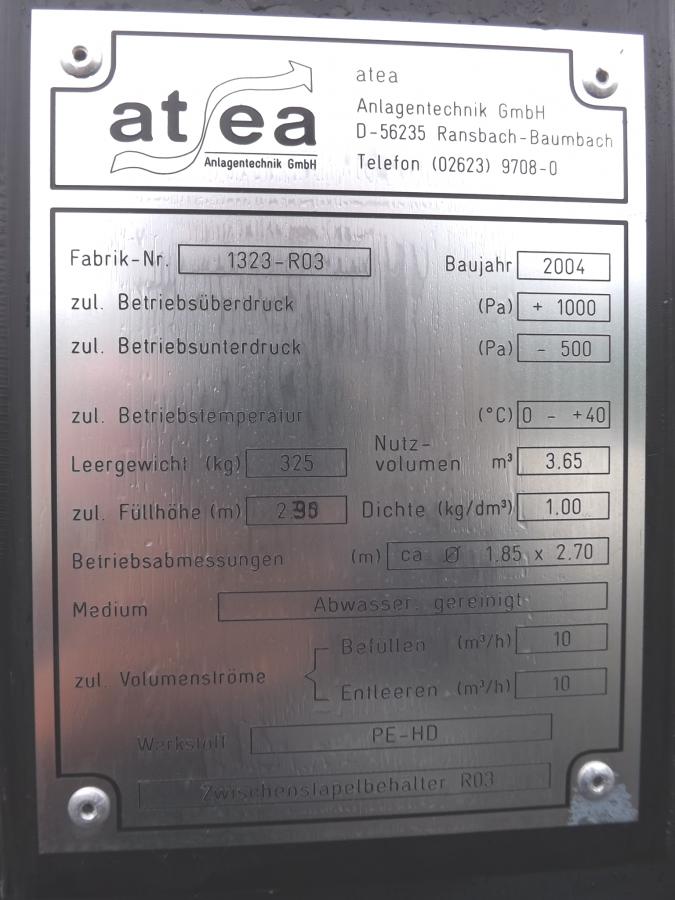 atea
Anlagentechnik GmbH
atea
Anlagentechnik GmbH
D-56235 Ransbach-Baumbach
Telefon (02623) 9708-0
Fabrik-Nr. 1323-R03 Baujahr 2004
zul. Betriebsüberdruck (Pa) + 1000
zul. Betriebsunterdruck (Pa) - 500
zul. Betriebstemperatur (°C) 0 - +40
Leergewicht (kg) 325 Nutz-volumen m³ 3.65
zul. Füllhöhe (m) Dichte (kg/dm³) 1.00
Betriebsabmessungen (m) ca Ø 1.85 x 2.70
Medium Abwasser, gereinigt
zul. Volumenströme
Befüllen (m³/h) 10
Entleeren (m³/h) 10
Werkstoff PE-HD
Zwischenstapelbehälter R03